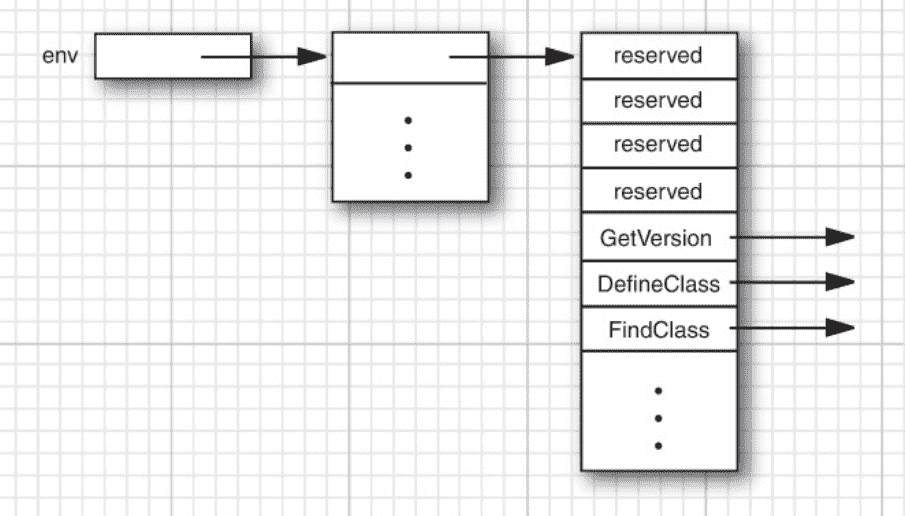 env
reserved
reserved
reserved
reserved
GetVersion
DefineClass
FindClass